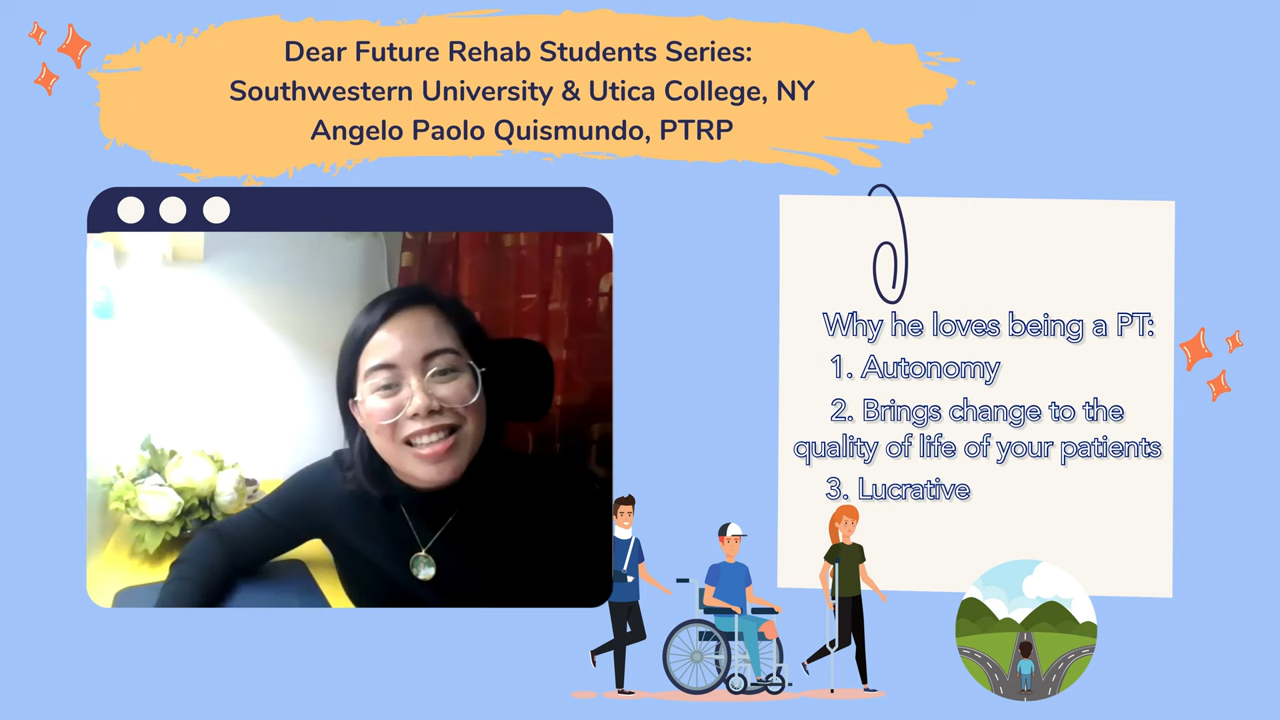 Dear Future Rehab Students Series:
Southwestern University & Utica College, NY
Angelo Paolo Quismundo, PTRP
Why he loves being a PT:
1. Autonomy
2. Brings change to the
quality of life of your patients
3. Lucrative